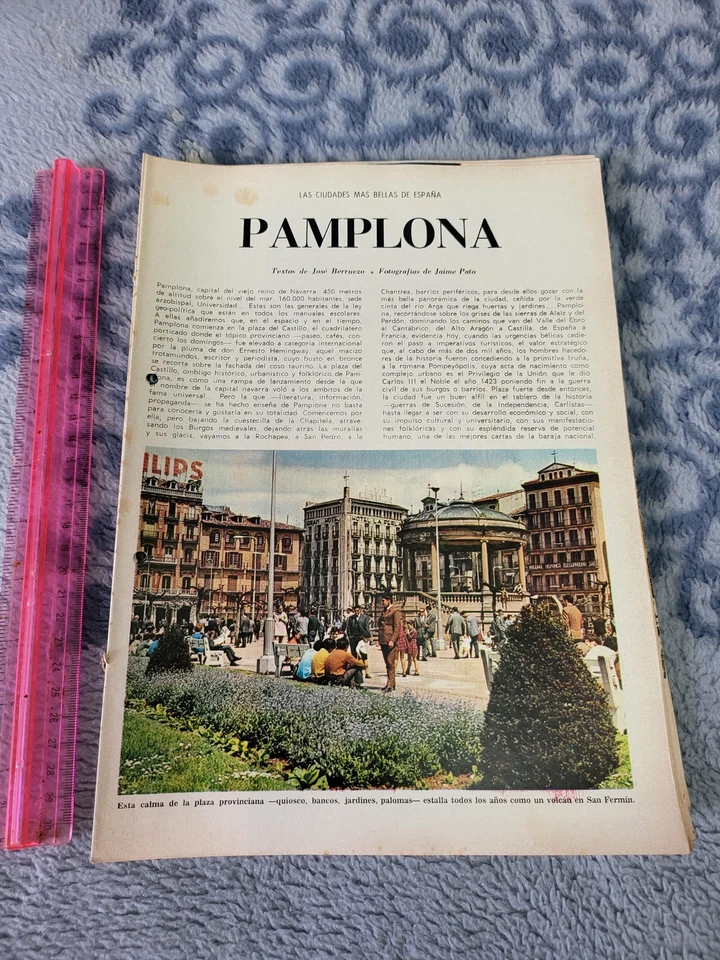 LAS CIUDADES MAS BELLAS DE ESPAÑA
PAMPLONA
Textos de José Berruezo • Fotografías de Jaime Pato
Pamplona, capital del viejo reino de Navarra. 450 metros
de altitud sobre el nivel del mar, 160.000 habitantes, sede
arzobispal, Universidad... Estas son las generales de la ley
geo-política que están en todos los manuales escolares.
A ellas añadiremos que, en el espacio y en el tiempo,
Pamplona comienza en la plaza del Castillo, el cuadrilátero
porticado donde el tópico provinciano —paseo, cafés, con-
cierto los domingos— fue elevado a categoría internacional
por la pluma de don Ernesto Hemingway, aquel macizo
trotamundos, escritor y periodista, cuyo busto en bronce
se recorta sobre la fachada del coso taurino. La plaza del
Castillo, ombligo histórico, urbanístico y folklórico de Pam-
plona, es como una rampa de lanzamiento desde la que
el nombre de la capital navarra voló a los ámbitos de la
fama universal... Pero la que —literatura, información,
propaganda— se ha hecho enseña de Pamplona no basta
para conocerla y gustarla en su totalidad. Comencemos por
ella, pero bajando la cuestecilla de la Chapitela, atrave-
sando los Burgos medievales, dejando atrás las murallas
y sus glacis, vayamos a la Rochapea, a San Pedro, a la
Chantrea, barrios periféricos, para desde ellos gozar con la
más bella panorámica de la ciudad, ceñida por la verde
cinta del río Arga que riega huertas y jardines... Pamplo-
na, recortándose sobre los grises de las sierras de Alaiz y del
Perdón, dominando los caminos que van del Valle del Ebro
al Cantábrico, del Alto Aragón a Castilla, de España a
Francia, evidencia hoy, cuando las urgencias bélicas cedie-
ron el paso a imperativos turísticos, el valor estratégico
que, al cabo de más de dos mil años, los hombres hacedo-
res de la historia fueron concediendo a la primitiva Iruña,
a la romana Pompeyópolis, cuya acta de nacimiento como
complejo urbano es el Privilegio de la Unión que le dio
Carlos III el Noble el año 1423 poniendo fin a la guerra
civil de sus burgos o barrios. Plaza fuerte desde entonces,
la ciudad fue un buen alfil en el tablero de la historia
—guerras de Sucesión, de la Independencia, Carlistas—
hasta llegar a ser con su desarrollo económico y social, con
su impulso cultural y universitario, con sus manifestacio-
nes folklóricas y con su espléndida reserva de potencial
humano, una de las mejores cartas de la baraja nacional
ILIPS
Esta calma de la plaza provinciana —quiosco, bancos, jardines, palomas— estalla todos los años como un volcán en San Fermín.